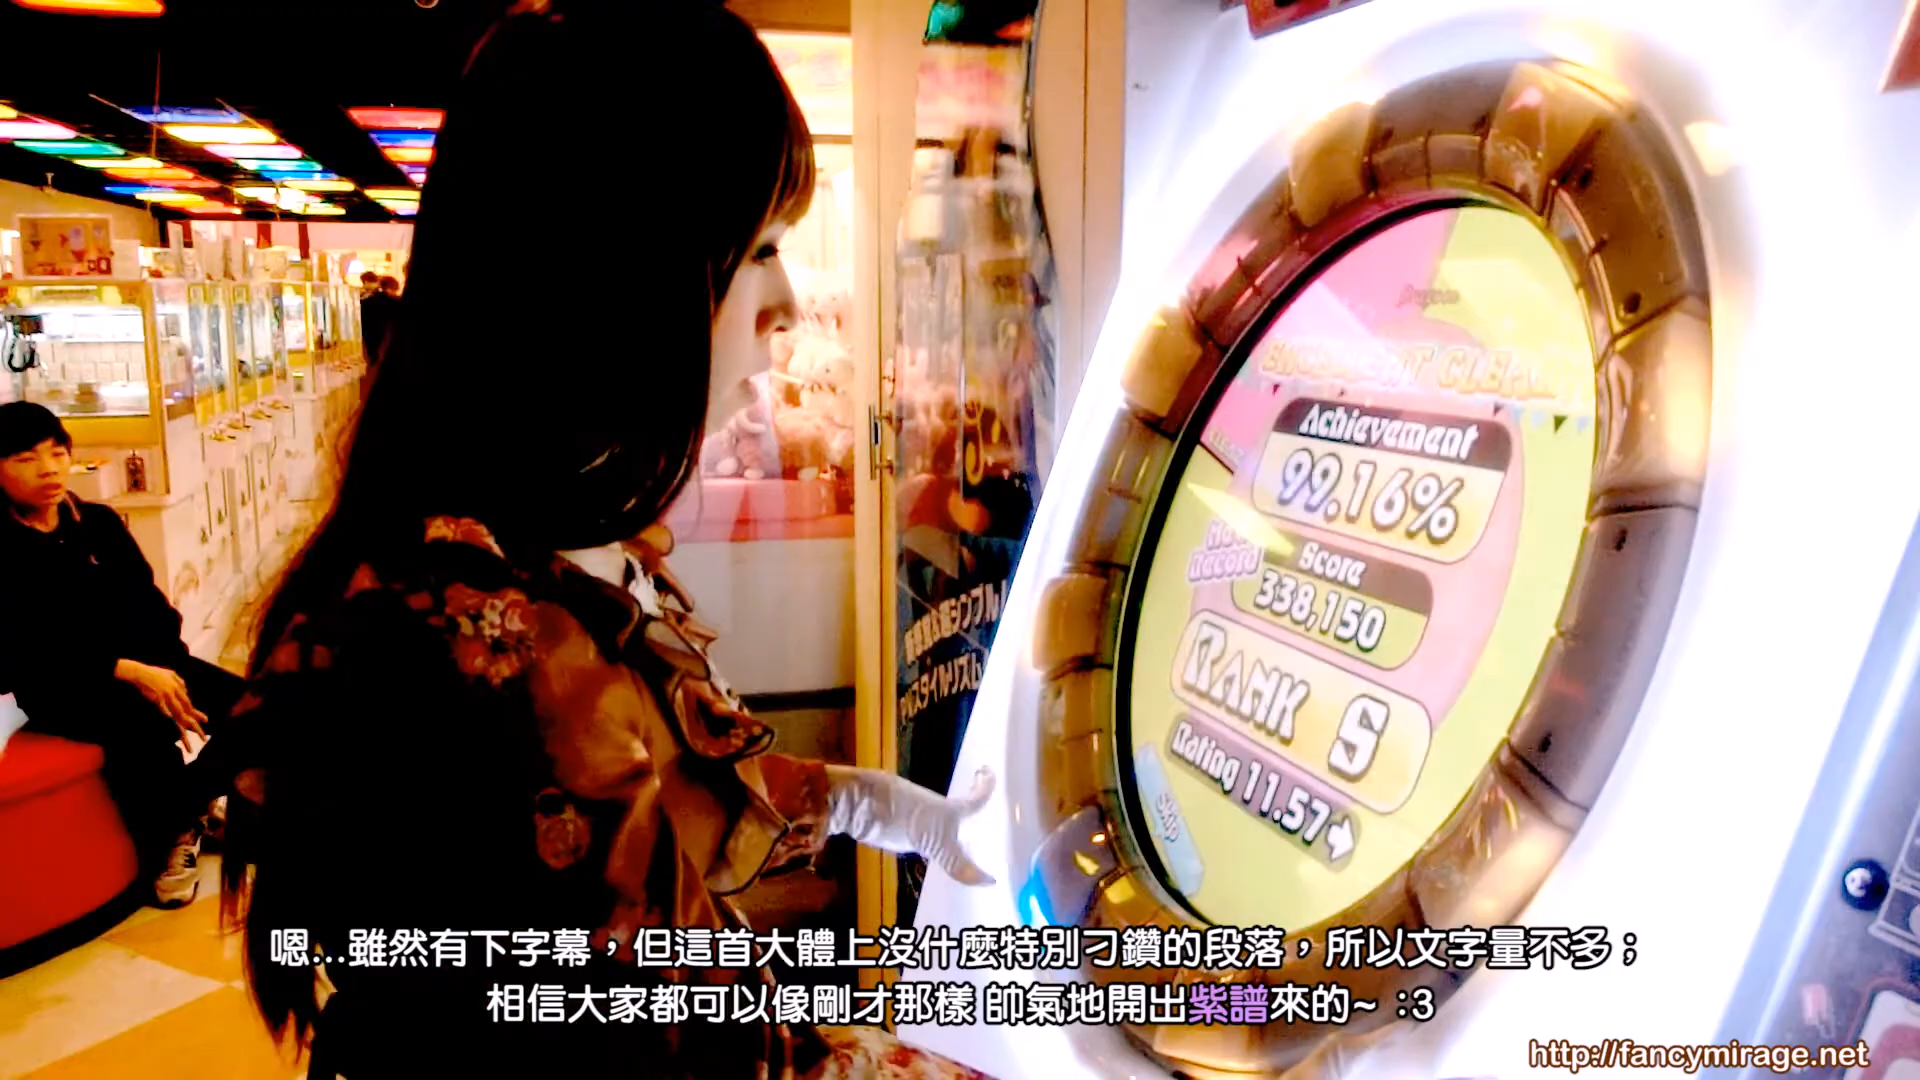 Achievement
99.16%
New Record
Score
338,150
RANK S
Rating 11.57
Skip
嗯...雖然有下字幕，但這首大體上沒什麼特別刁鑽的段落，所以文字量不多；
相信大家都可以像剛才那樣 帥氣地開出紫譜來的~ :3
http://fancymirage.net